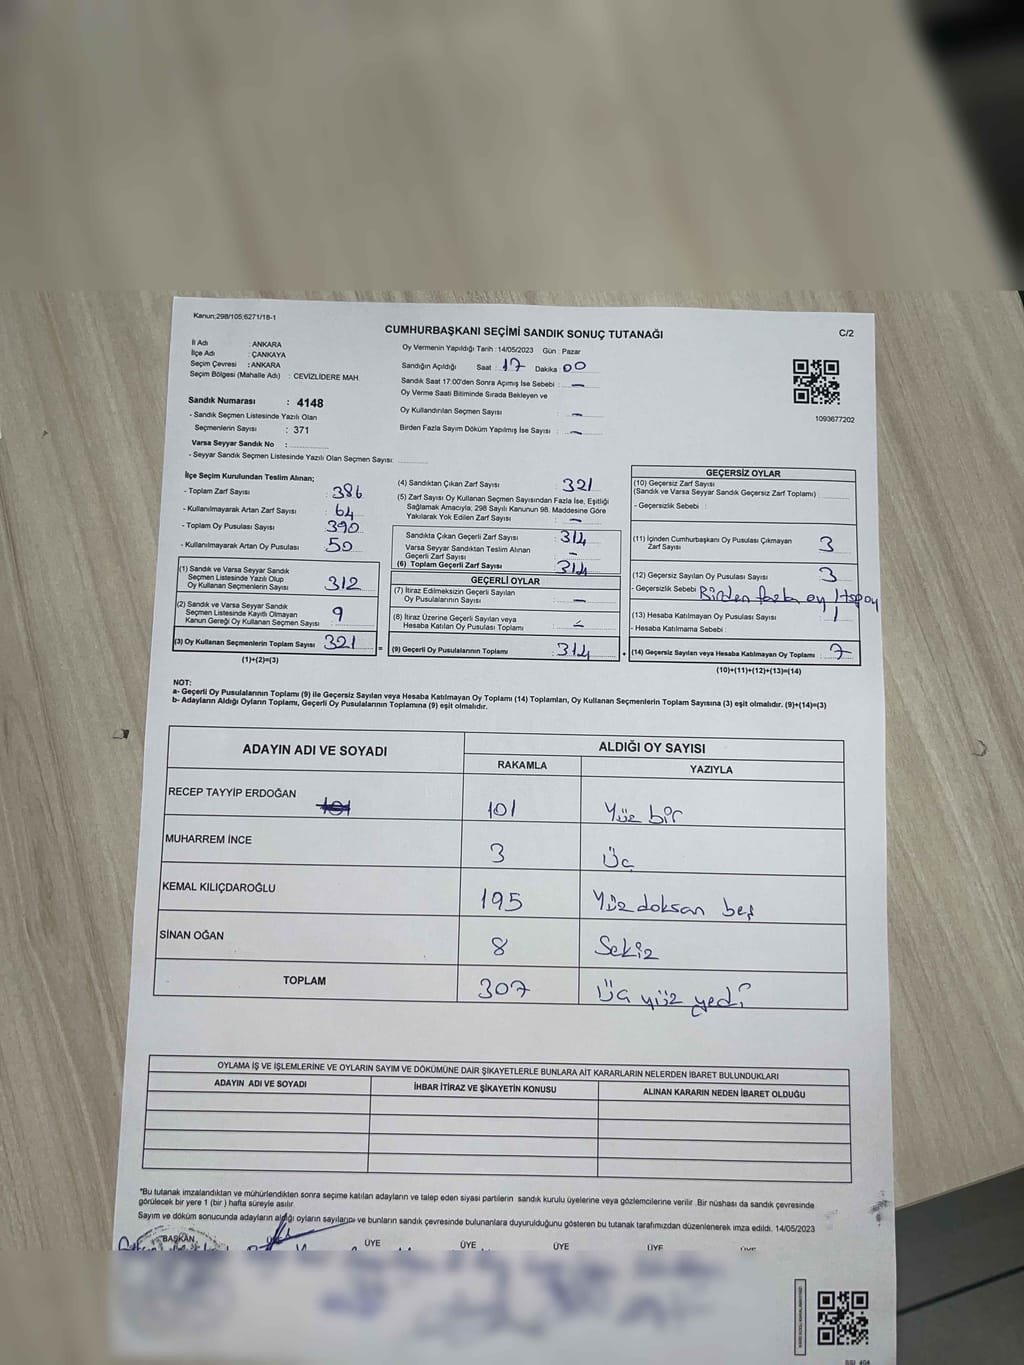 Kanun:298/105;6271/18-1
CUMHURBAŞKANI SEÇİMİ SANDIK SONUÇ TUTANAĞI
C/2
İl Adı : ANKARA
İlçe Adı : ÇANKAYA
Seçim Çevresi : ANKARA
Seçim Bölgesi (Mahalle Adı) : CEVİZLİDERE MAH.
Sandık Numarası : 4148
- Sandık Seçmen Listesinde Yazılı Olan
Seçmenlerin Sayısı : 371
Varsa Seyyar Sandık No :
- Seyyar Sandık Seçmen Listesinde Yazılı Olan Seçmen Sayısı:
Oy Vermenin Yapıldığı Tarih :14/05/2023 Gün : Pazar
Sandığın Açıldığı Saat : 17 Dakika : 00
Sandık Saat 17:00'den Sonra Açımış İse Sebebi : —
Oy Verme Saati Bitiminde Sırada Bekleyen ve
Oy Kullandırılan Seçmen Sayısı : —
Birden Fazla Sayım Döküm Yapılmış İse Sayısı : —
1093677202
İlçe Seçim Kurulundan Teslim Alınan;
- Toplam Zarf Sayısı : 386
- Kullanılmayarak Artan Zarf Sayısı : 64
- Toplam Oy Pusulası Sayısı : 390
- Kullanılmayarak Artan Oy Pusulası : 50
(1) Sandık ve Varsa Seyyar Sandık
Seçmen Listesinde Yazılı Olup
Oy Kullanan Seçmenlerin Sayısı : 312
(2) Sandık ve Varsa Seyyar Sandık
Seçmen Listesinde Kayıtlı Olmayan
Kanun Gereği Oy Kullanan Seçmen Sayısı : 9
(3) Oy Kullanan Seçmenlerin Toplam Sayısı : 321
(1)+(2)=(3)
(4) Sandıktan Çıkan Zarf Sayısı : 321
(5) Zarf Sayısı Oy Kullanan Seçmen Sayısından Fazla İse, Eşitliği
Sağlamak Amacıyla; 298 Sayılı Kanunun 98. Maddesine Göre
Yakılarak Yok Edilen Zarf Sayısı : —
Sandıkta Çıkan Geçerli Zarf Sayısı : 314
Varsa Seyyar Sandıktan Teslim Alınan
Geçerli Zarf Sayısı : —
(6) Toplam Geçerli Zarf Sayısı : 314
GEÇERLİ OYLAR
(7) İtiraz Edilmeksizin Geçerli Sayılan
Oy Pusulalarının Sayısı : —
(8) İtiraz Üzerine Geçerli Sayılan veya
Hesaba Katılan Oy Pusulası Toplamı :
(9) Geçerli Oy Pusulalarının Toplamı : 314
GEÇERSİZ OYLAR
(10) Geçersiz Zarf Sayısı
(Sandık ve Varsa Seyyar Sandık Geçersiz Zarf Toplamı) :
- Geçersizlik Sebebi :
(11) İçinden Cumhurbaşkanı Oy Pusulası Çıkmayan
Zarf Sayısı : 3
(12) Geçersiz Sayılan Oy Pusulası Sayısı : 3
- Geçersizlik Sebebi : Birden fazla oy
(13) Hesaba Katılmayan Oy Pusulası Sayısı : 1
- Hesaba Katılmama Sebebi :
(14) Geçersiz Sayılan veya Hesaba Katılmayan Oy Toplamı : 7
(10)+(11)+(12)+(13)=(14)
NOT:
a- Geçerli Oy Pusulalarının Toplamı (9) ile Geçersiz Sayılan veya Hesaba Katılmayan Oy Toplamı (14) Toplamları, Oy Kullanan Seçmenlerin Toplam Sayısına (3) eşit olmalıdır. (9)+(14)=(3)
b- Adayların Aldığı Oyların Toplamı, Geçerli Oy Pusulalarının Toplamına (9) eşit olmalıdır.
ADAYIN ADI VE SOYADI
ALDIĞI OY SAYISI
RAKAMLA YAZIYLA
RECEP TAYYİP ERDOĞAN 101 101 Yüz bir
MUHARREM İNCE 3 Üç
KEMAL KILIÇDAROĞLU 195 Yüz doksan beş
SİNAN OĞAN 8 Sekiz
TOPLAM 307 Üç yüz yedi
OYLAMA İŞ VE İŞLEMLERİNE VE OYLARIN SAYIM VE DÖKÜMÜNE DAİR ŞİKAYETLERLE BUNLARA AİT KARARLARIN NELERDEN İBARET BULUNDUKLARI
ADAYIN ADI VE SOYADI İHBAR İTİRAZ VE ŞİKAYETİN KONUSU ALINAN KARARIN NEDEN İBARET OLDUĞU
*Bu tutanak imzalandıktan ve mühürlendikten sonra seçime katılan adayların ve talep eden siyasi partilerin sandık kurulu üyelerine veya gözlemcilerine verilir. Bir nüshası da sandık çevresinde
görülecek bir yere 1 (bir) hafta süreyle asılır.
Sayım ve döküm sonucunda adayların aldığı oyların sayılarını ve bunların sandık çevresinde bulunanlara duyurulduğunu gösteren bu tutanak tarafımızdan düzenlenerek imza edildi. 14/05/2023
BAŞKAN ÜYE ÜYE ÜYE ÜYE ÜYE